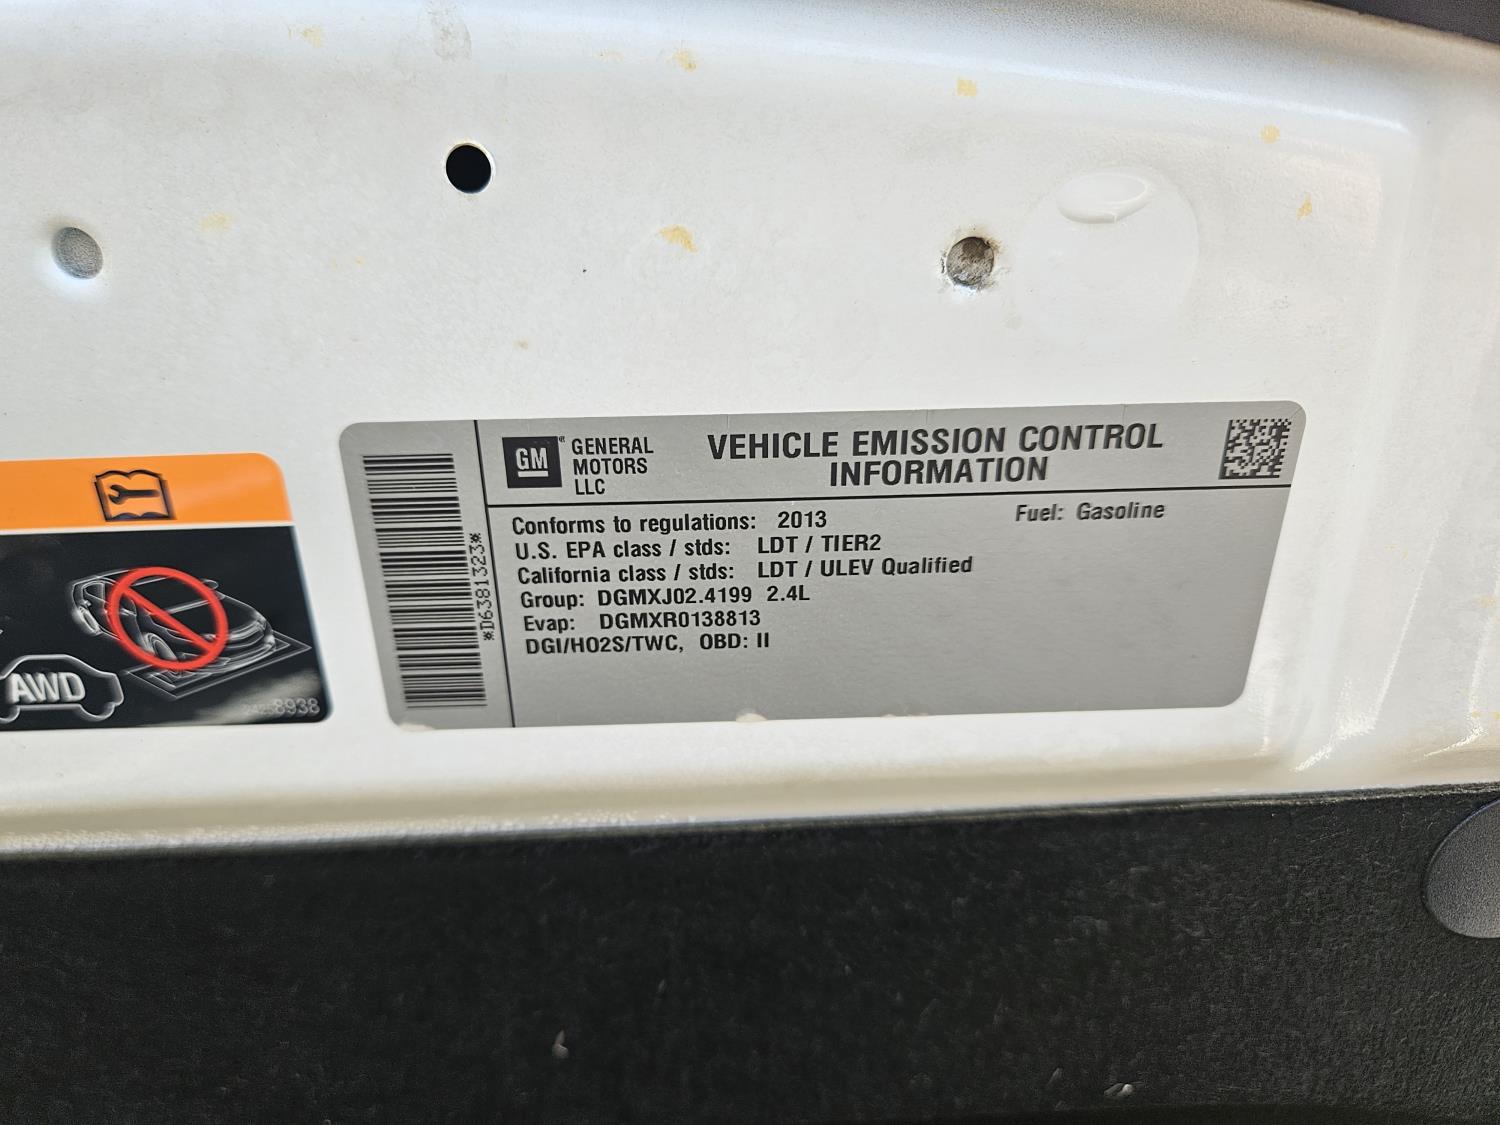 AWD
8938
*D6381323*
GM
GENERAL
MOTORS
LLC
VEHICLE EMISSION CONTROL
INFORMATION
Conforms to regulations: 2013
Fuel: Gasoline
U.S. EPA class / stds: LDT / TIER2
California class / stds: LDT / ULEV Qualified
Group: DGMXJ02.4199 2.4L
Evap: DGMXR0138813
DGI/HO2S/TWC, OBD: II